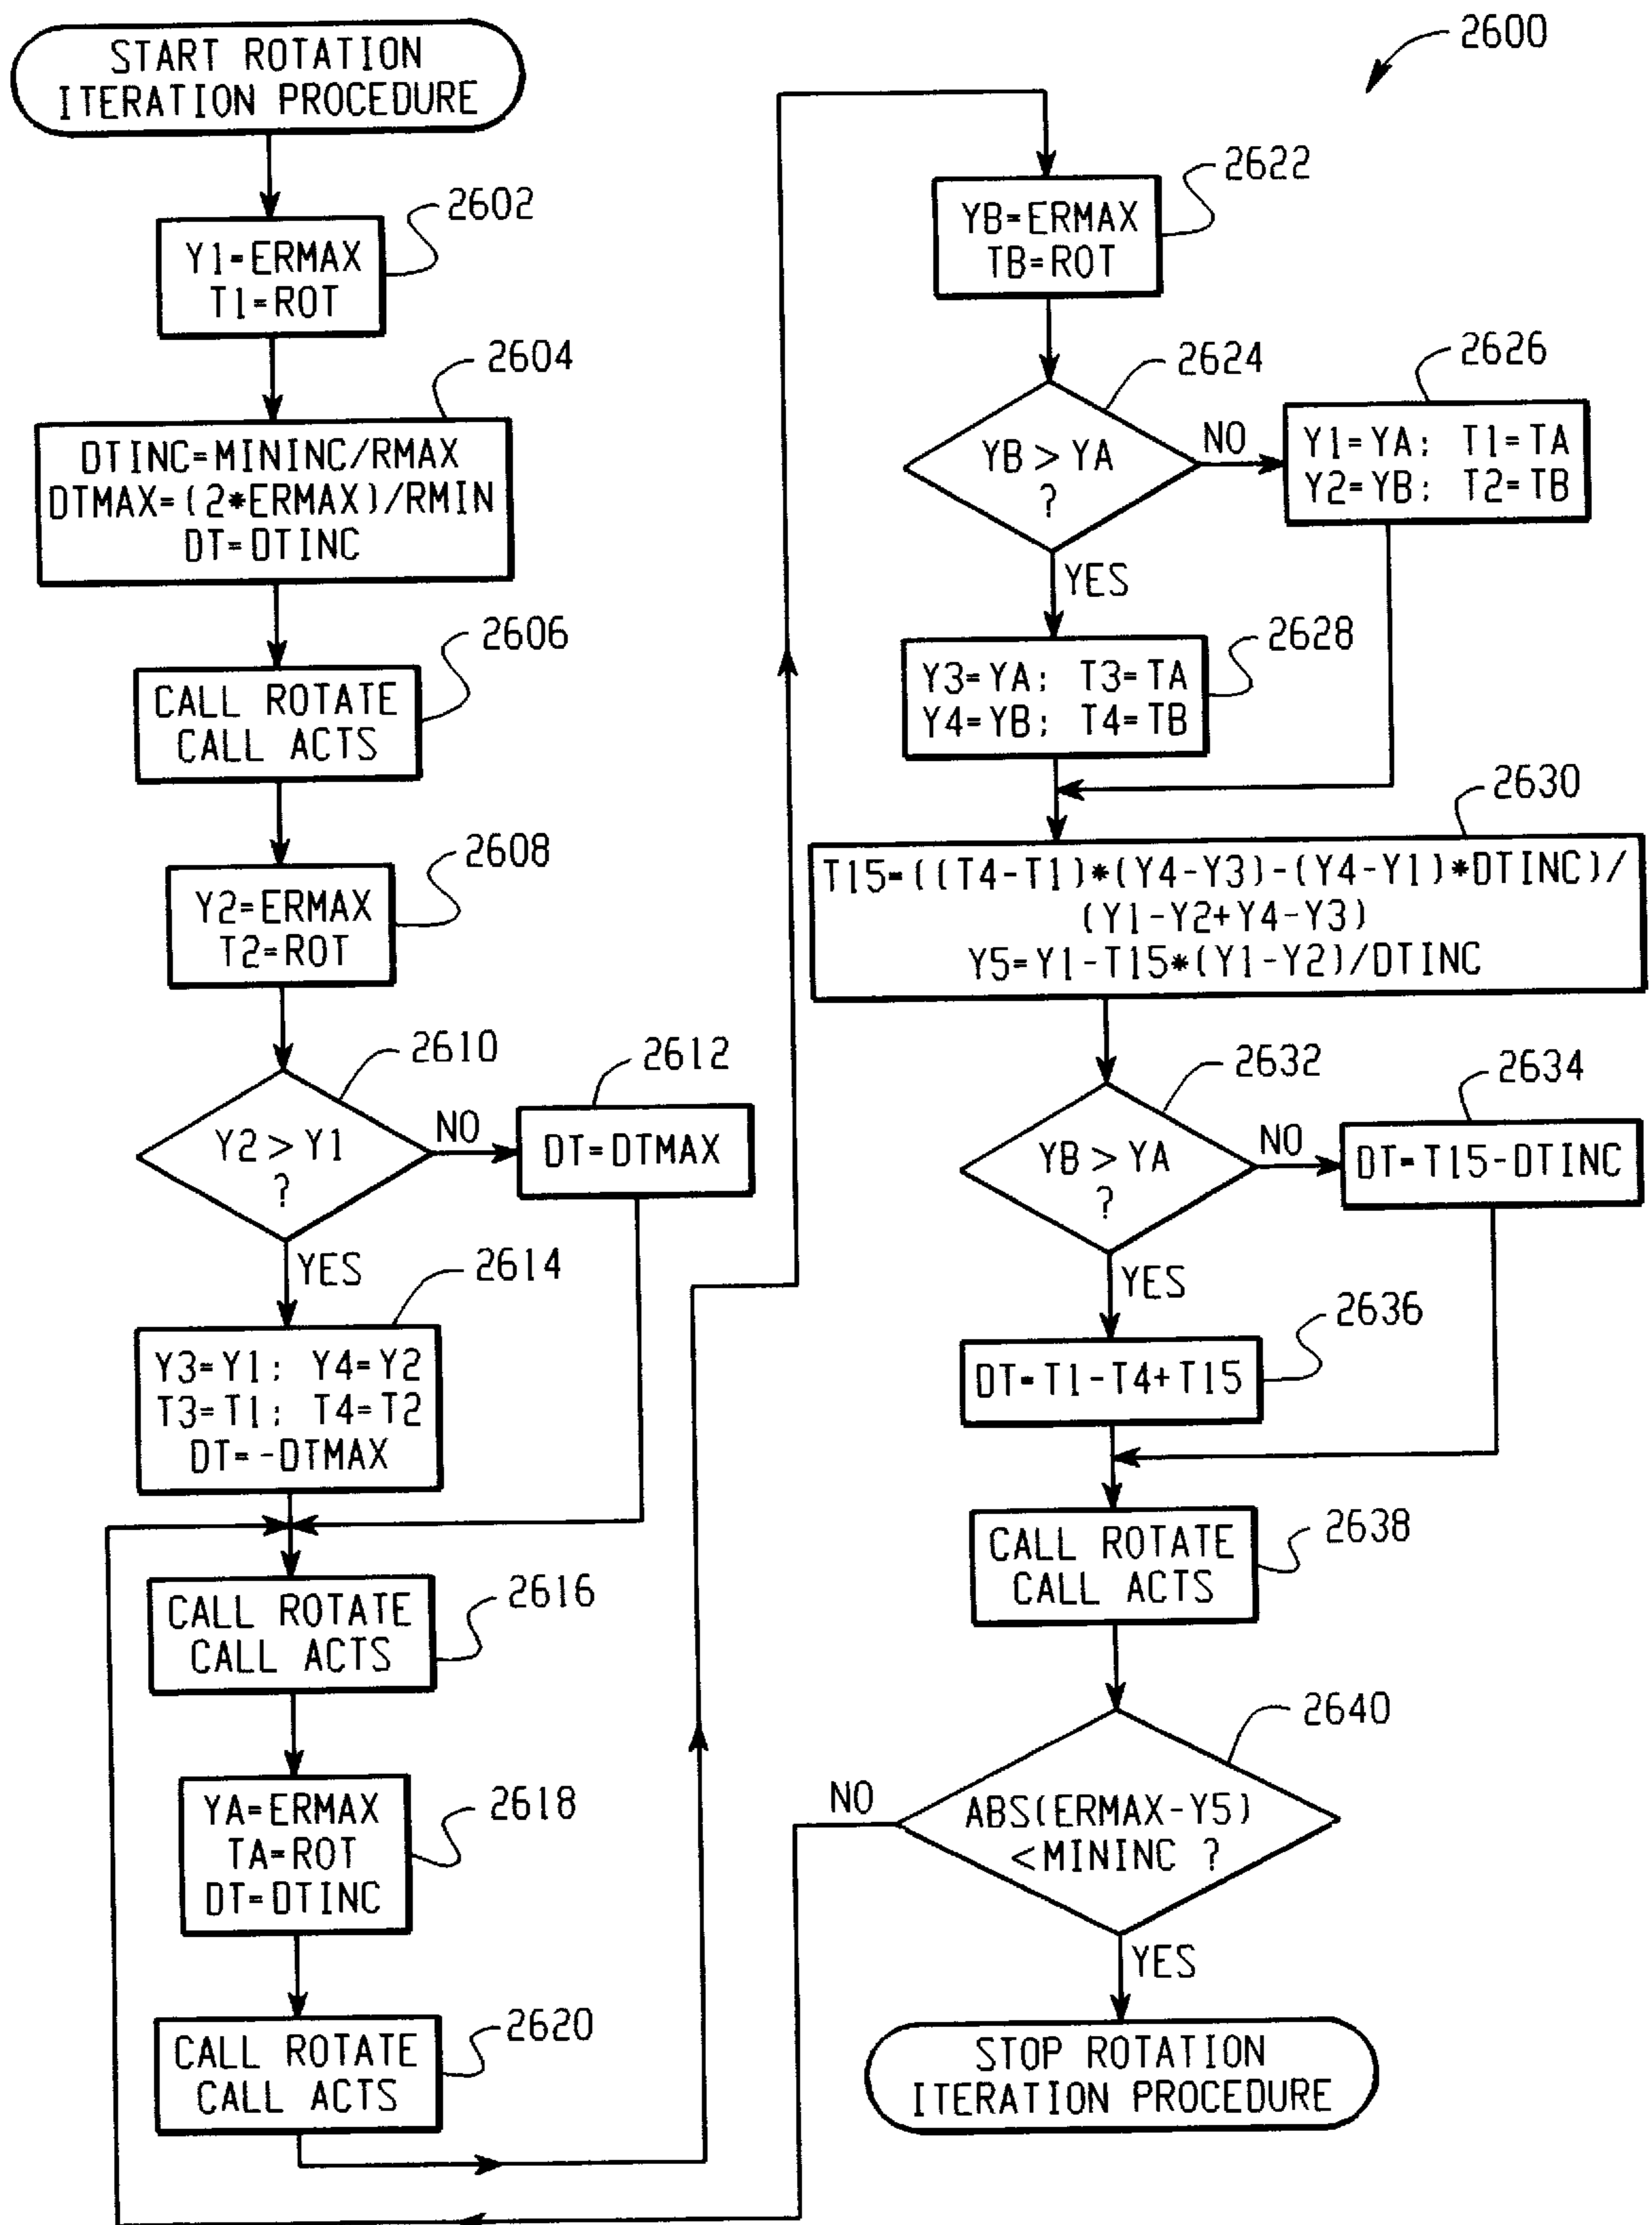 2600
START ROTATION
ITERATION PROCEDURE
2602
Y1=ERMAX
T1=ROT
2604
DTINC=MININC/RMAX
DTMAX=(2*ERMAX)/RMIN
DT=DTINC
2606
CALL ROTATE
CALL ACTS
2608
Y2=ERMAX
T2=ROT
2610
Y2>Y1
?
NO
2612
DT=DTMAX
YES
2614
Y3=Y1; Y4=Y2
T3=T1; T4=T2
DT=-DTMAX
2616
CALL ROTATE
CALL ACTS
2618
YA=ERMAX
TA=ROT
DT=DTINC
2620
CALL ROTATE
CALL ACTS
2622
YB=ERMAX
TB=ROT
2624
YB>YA
?
NO
2626
Y1=YA; T1=TA
Y2=YB; T2=TB
YES
2628
Y3=YA; T3=TA
Y4=YB; T4=TB
2630
T15=((T4-T1)*(Y4-Y3)-(Y4-Y1)*DTINC)/
(Y1-Y2+Y4-Y3)
Y5=Y1-T15*(Y1-Y2)/DTINC
2632
YB>YA
?
NO
2634
DT=T15-DTINC
YES
2636
DT=T1-T4+T15
2638
CALL ROTATE
CALL ACTS
2640
ABS(ERMAX-Y5)
<MININC ?
NO
YES
STOP ROTATION
ITERATION PROCEDURE